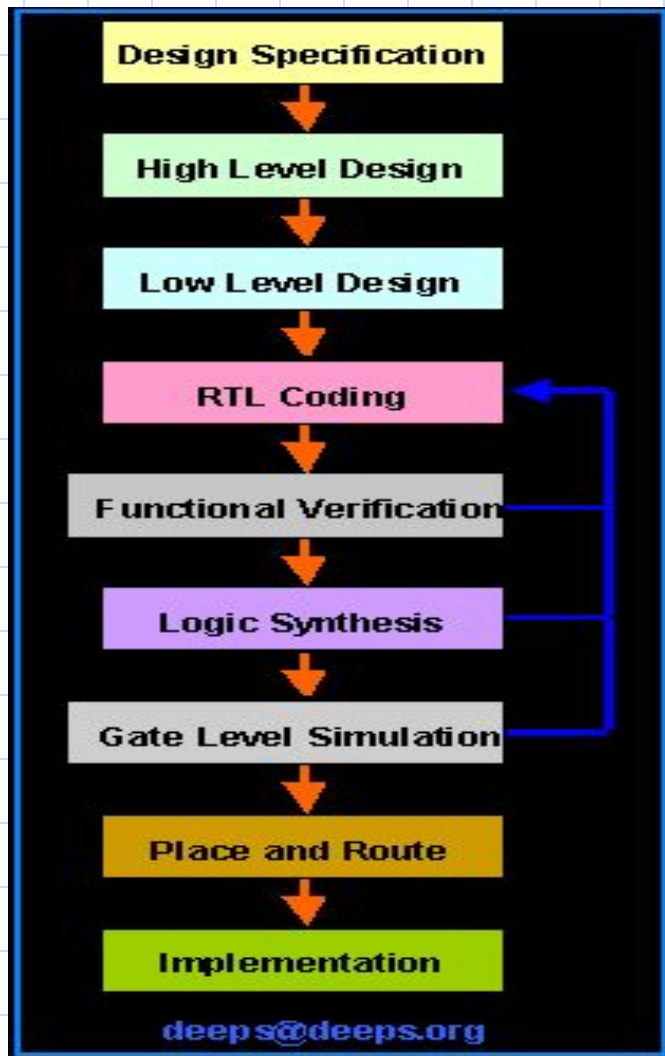 Design Specification
High Level Design
Low Level Design
RTL Coding
Functional Verification
Logic Synthesis
Gate Level Simulation
Place and Route
Implementation
deeps@deeps.org